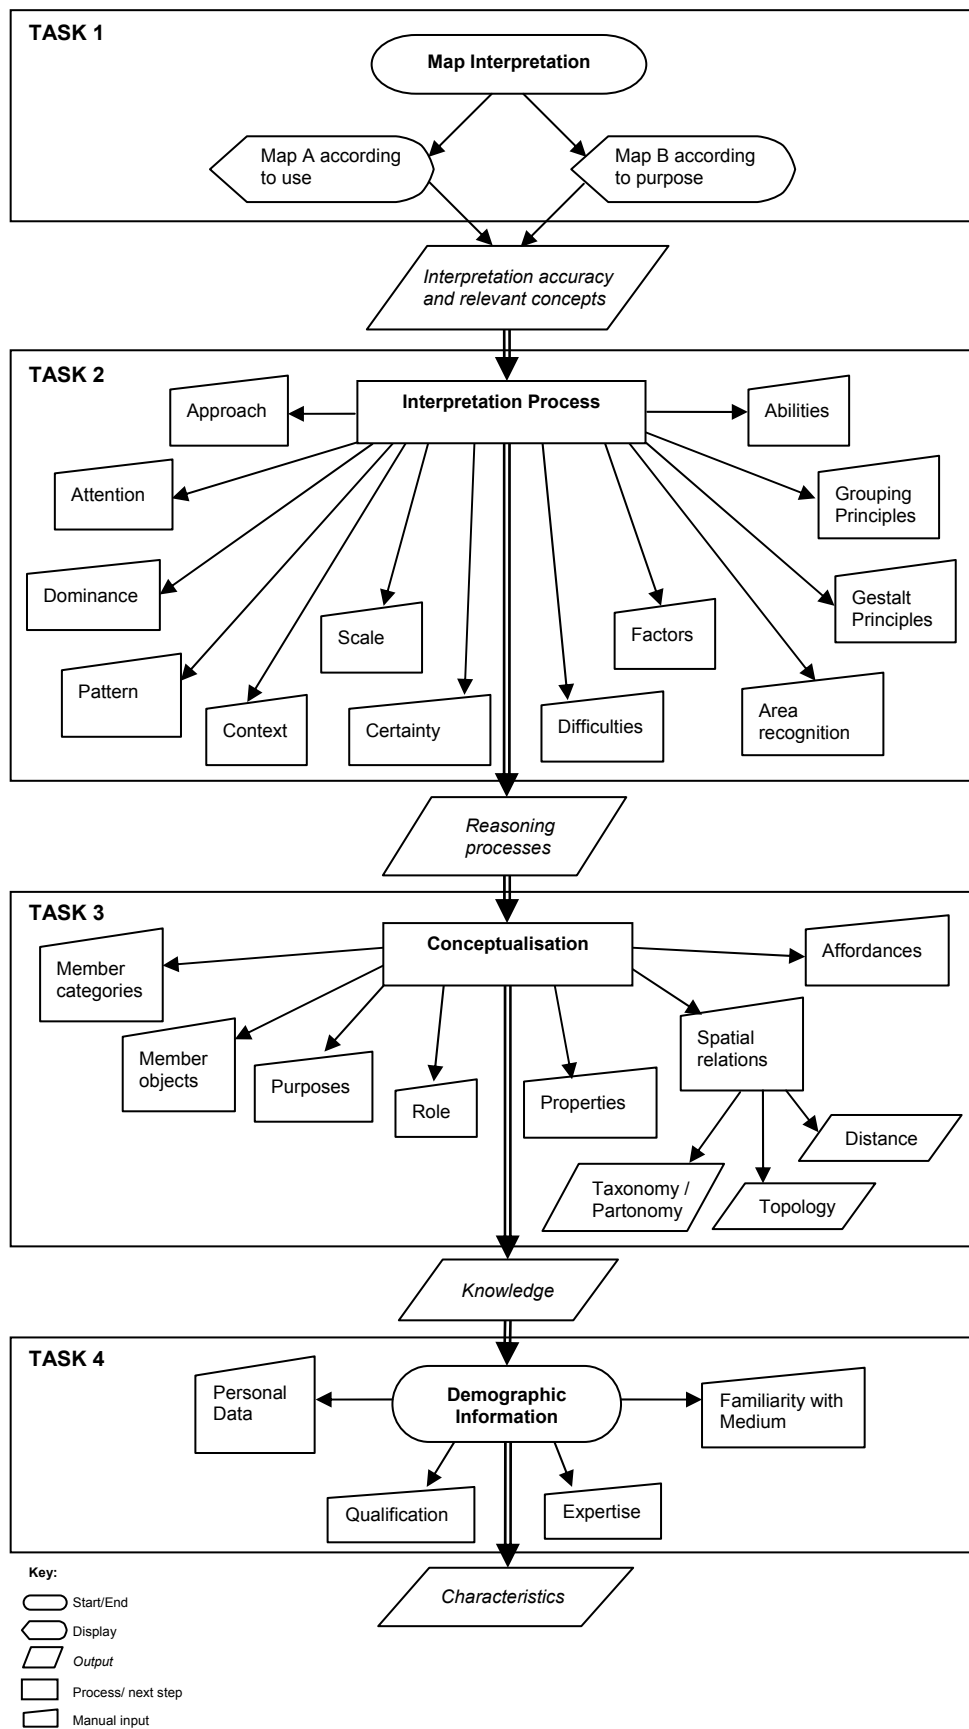 TASK 1
Map Interpretation
Map A according
to use
Map B according
to purpose
Interpretation accuracy
and relevant concepts
TASK 2
Interpretation Process
Approach
Abilities
Attention
Grouping
Principles
Dominance
Gestalt
Principles
Scale
Factors
Pattern
Context
Certainty
Difficulties
Area
recognition
Reasoning
processes
TASK 3
Conceptualisation
Affordances
Member
categories
Member
objects
Purposes
Role
Properties
Spatial
relations
Distance
Taxonomy /
Partonomy
Topology
Knowledge
TASK 4
Personal
Data
Demographic
Information
Familiarity with
Medium
Qualification
Expertise
Characteristics
Key:
Start/End
Display
Output
Process/ next step
Manual input